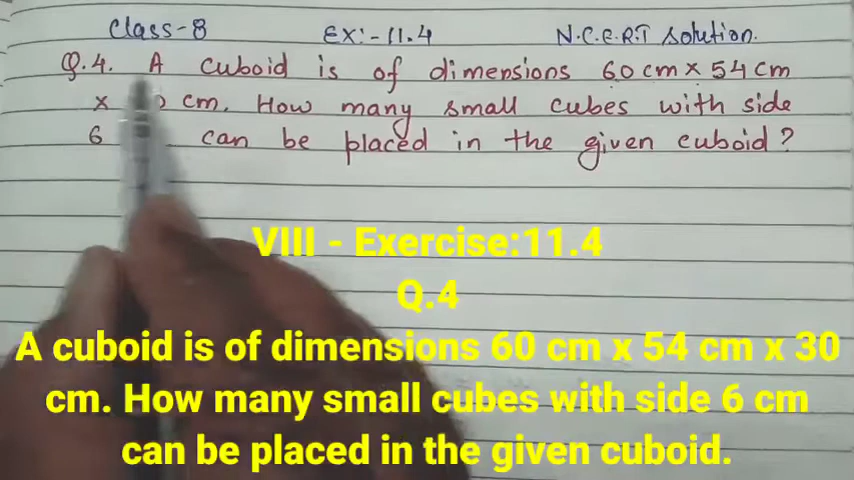 Class-8 EX:-11.4 N.C.E.R.T Solution.
Q.4. A cuboid is of dimensions 60 cm x 54 cm
x cm. How many small cubes with side
6 can be placed in the given cuboid?
VIII - Exercise:11.4
Q.4
A cuboid is of dimensions 60 cm x 54 cm x 30
cm. How many small cubes with side 6 cm
can be placed in the given cuboid.